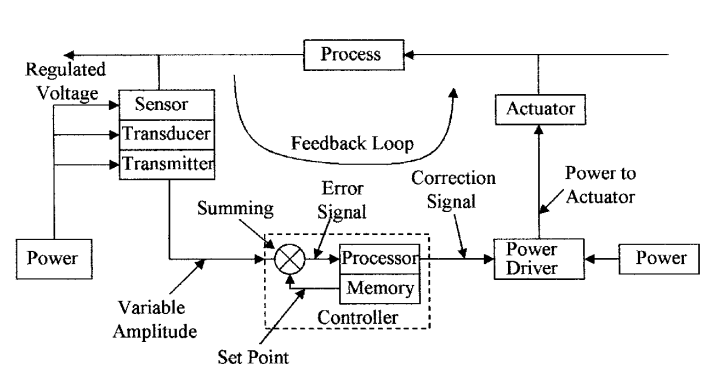 Process
Regulated
Voltage
Sensor
Transducer
Transmitter
Actuator
Feedback Loop
Power to
Actuator
Correction
Signal
Error
Signal
Summing
Power
Processor
Memory
Power
Driver
Power
Variable
Amplitude
Controller
Set Point